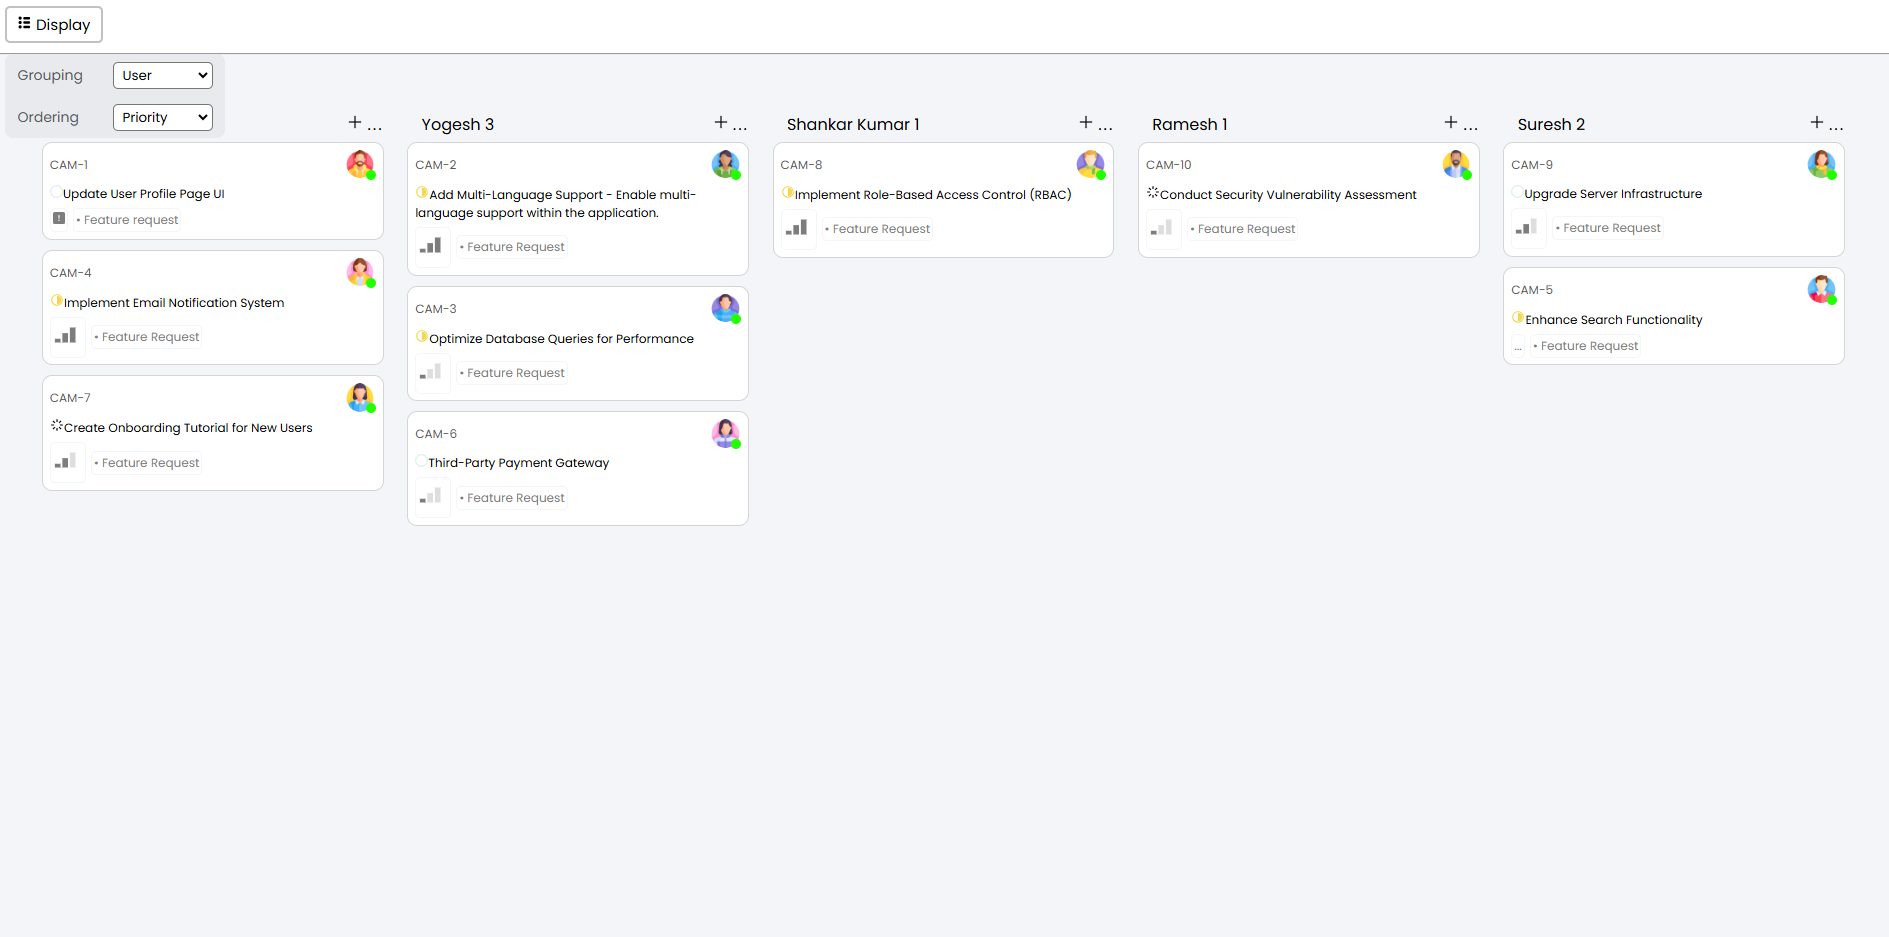 Display
Grouping
User
Ordering
Priority
...
CAM-1
Update User Profile Page UI
• Feature request
CAM-4
Implement Email Notification System
• Feature Request
CAM-7
Create Onboarding Tutorial for New Users
• Feature Request
Yogesh 3
...
CAM-2
Add Multi-Language Support - Enable multi-
language support within the application.
• Feature Request
CAM-3
Optimize Database Queries for Performance
• Feature Request
CAM-6
Third-Party Payment Gateway
• Feature Request
Shankar Kumar 1
...
CAM-8
Implement Role-Based Access Control (RBAC)
• Feature Request
Ramesh 1
...
CAM-10
Conduct Security Vulnerability Assessment
• Feature Request
Suresh 2
...
CAM-9
Upgrade Server Infrastructure
• Feature Request
CAM-5
Enhance Search Functionality
... • Feature Request